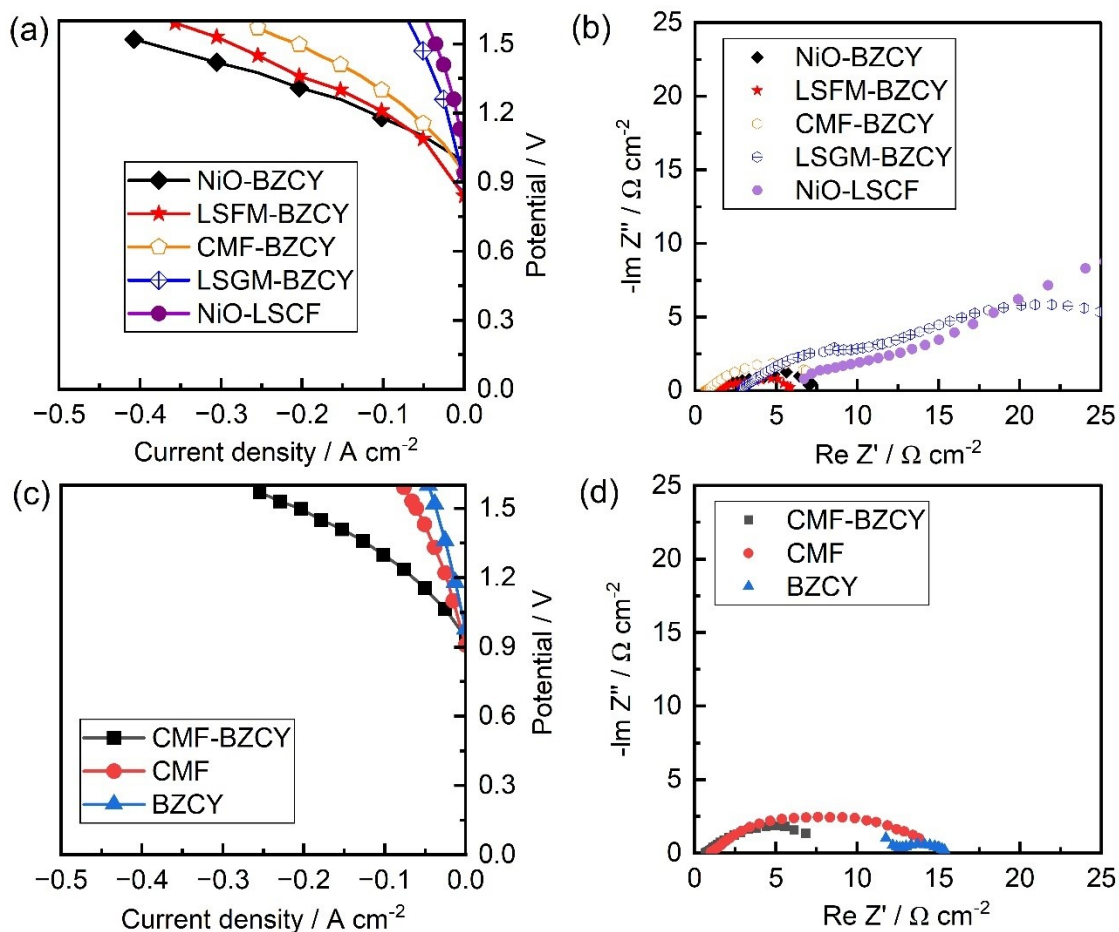 (a)
1.5
1.2
0.9
0.6
0.3
0.0
Potential / V
NiO-BZCY
LSFM-BZCY
CMF-BZCY
LSGM-BZCY
NiO-LSCF
−0.5 −0.4 −0.3 −0.2 −0.1 0.0
Current density / A cm-2
(b)
25
20
15
10
5
0
-Im Z" / Ω cm-2
NiO-BZCY
LSFM-BZCY
CMF-BZCY
LSGM-BZCY
NiO-LSCF
0 5 10 15 20 25
Re Z' / Ω cm-2
(c)
1.5
1.2
0.9
0.6
0.3
0.0
Potential / V
CMF-BZCY
CMF
BZCY
−0.5 −0.4 −0.3 −0.2 −0.1 0.0
Current density / A cm-2
(d)
25
20
15
10
5
0
-Im Z" / Ω cm-2
CMF-BZCY
CMF
BZCY
0 5 10 15 20 25
Re Z' / Ω cm-2